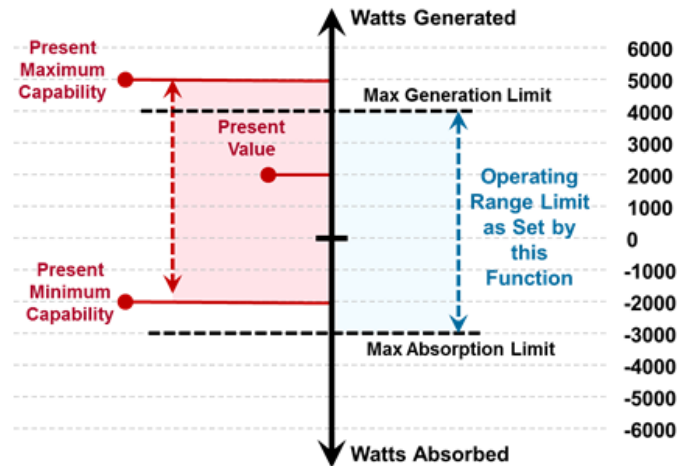 Watts Generated
Present
Maximum
Capability
6000
5000
Max Generation Limit
4000
Present
Value
3000
2000
Operating
Range Limit
as Set by
this
Function
1000
0
Present
Minimum
Capability
-1000
-2000
-3000
Max Absorption Limit
-4000
-5000
-6000
Watts Absorbed